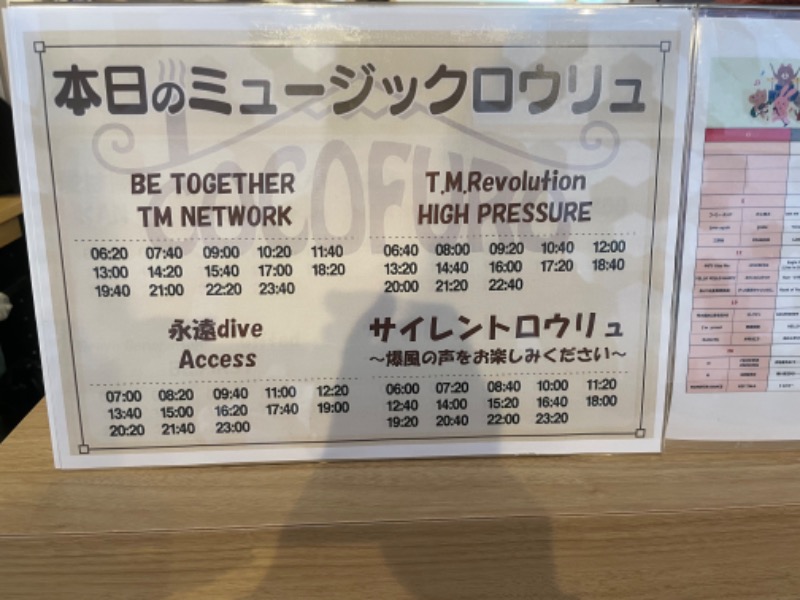 本日のミュージックロウリュ
COCOFURO
BE TOGETHER
TM NETWORK
06:20 07:40 09:00 10:20 11:40
13:00 14:20 15:40 17:00 18:20
19:40 21:00 22:20 23:40
T.M.Revolution
HIGH PRESSURE
06:40 08:00 09:20 10:40 12:00
13:20 14:40 16:00 17:20 18:40
20:00 21:20 22:40
永遠dive
Access
07:00 08:20 09:40 11:00 12:20
13:40 15:00 16:20 17:40 19:00
20:20 21:40 23:00
サイレントロウリュ
～爆風の声をお楽しみください～
06:00 07:20 08:40 10:00 11:20
12:40 14:00 15:20 16:40 18:00
19:20 20:40 22:00 23:20